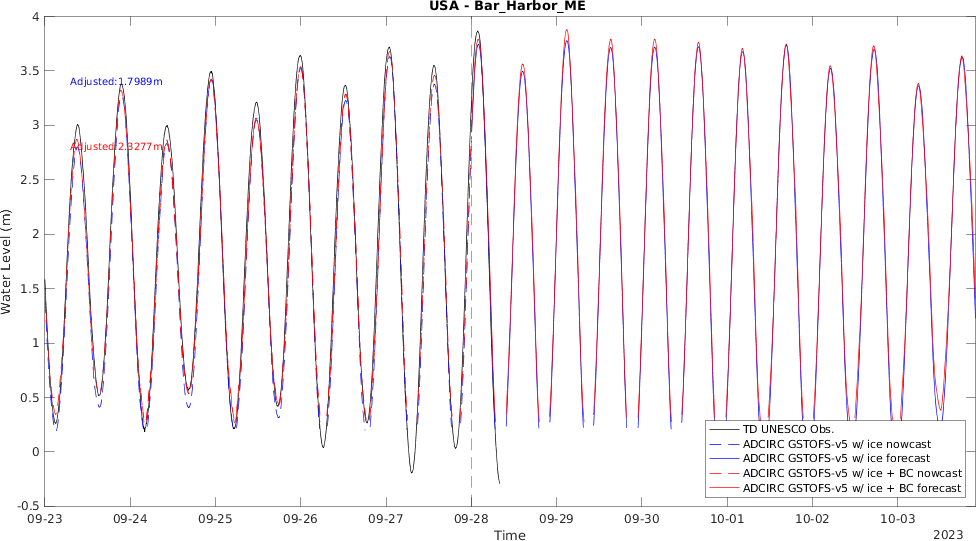 USA - Bar_Harbor_ME
4
3.5
3
2.5
2
1.5
1
0.5
0
-0.5
Water Level (m)
Adjusted:1.7989m
Adjusted:2.3277m
TD UNESCO Obs.
ADCIRC GSTOFS-v5 w/ ice nowcast
ADCIRC GSTOFS-v5 w/ ice forecast
ADCIRC GSTOFS-v5 w/ ice + BC nowcast
ADCIRC GSTOFS-v5 w/ ice + BC forecast
09-23 09-24 09-25 09-26 09-27 09-28 09-29 09-30 10-01 10-02 10-03
Time
2023